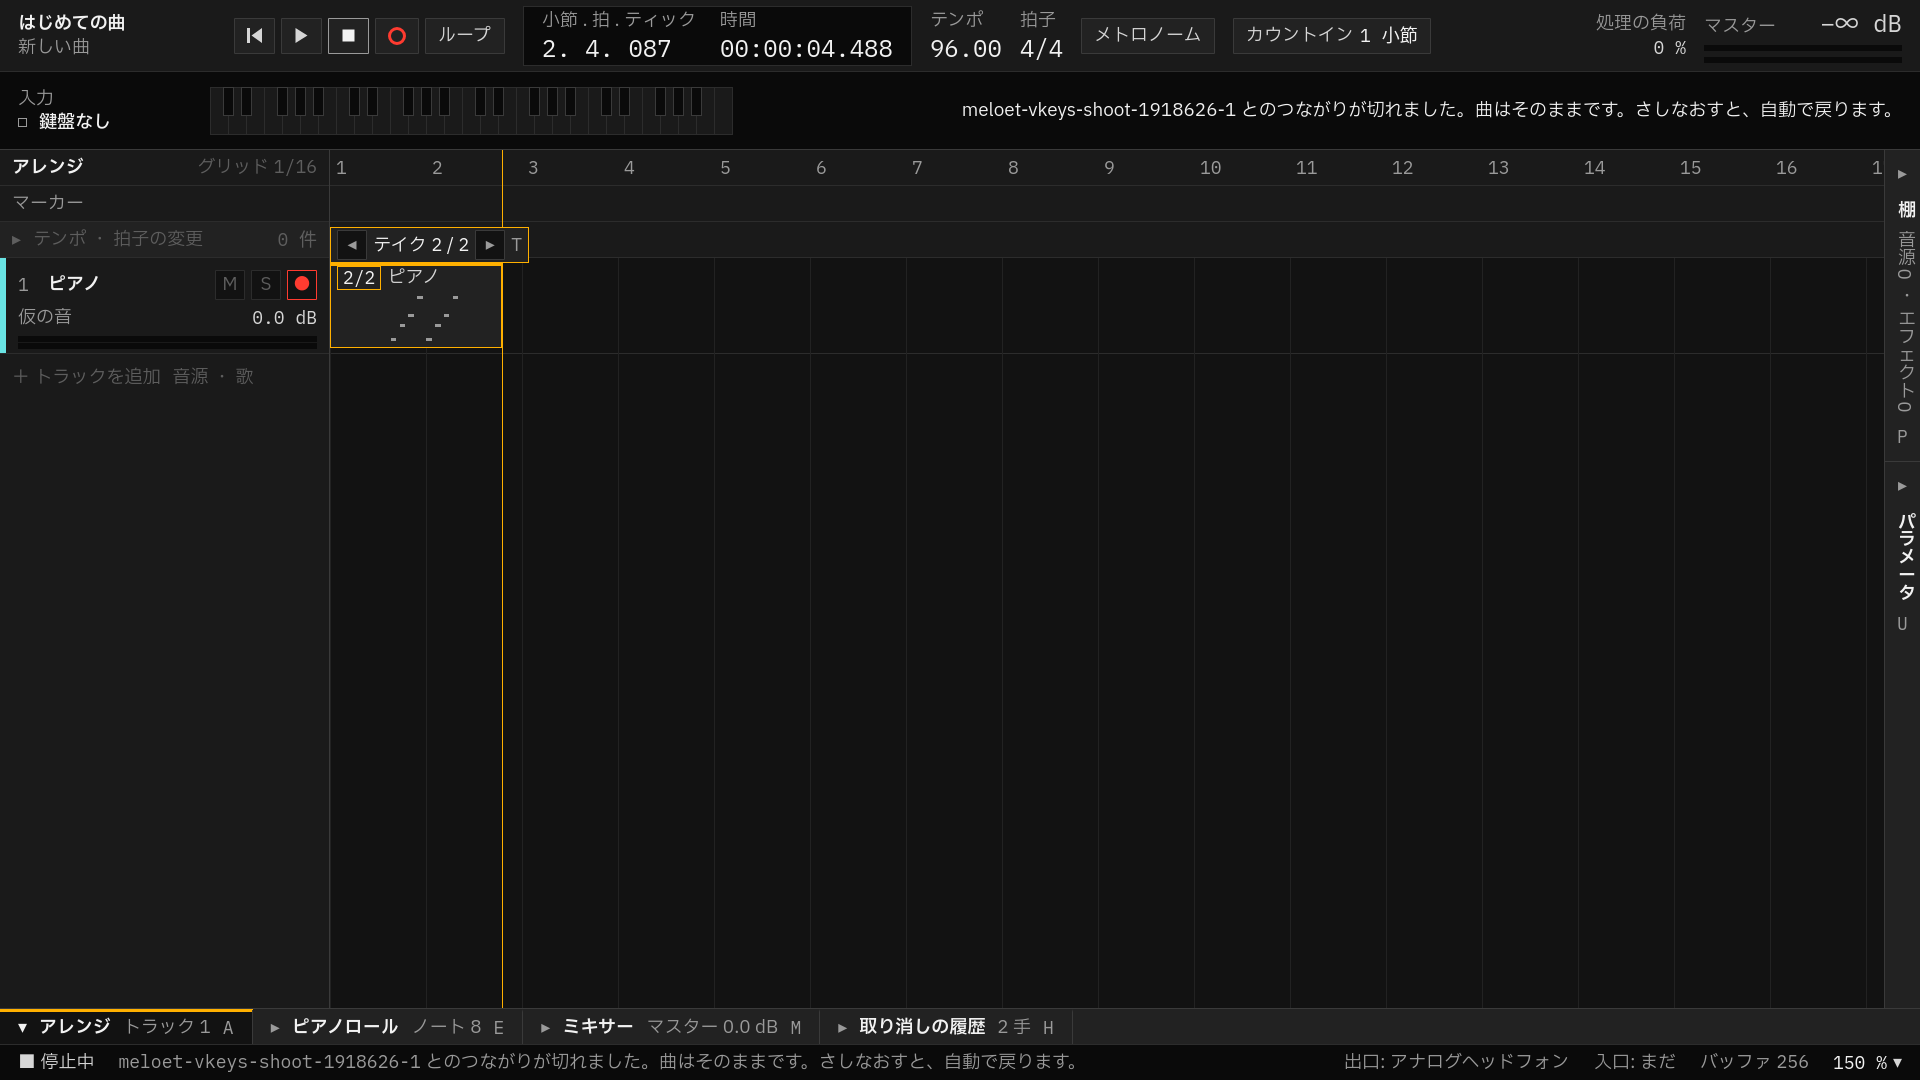 はじめての曲
新しい曲
ループ
小節 . 拍 . ティック 時間
2. 4. 087 00:00:04.488
テンポ 拍子
96.00 4/4
メトロノーム
カウントイン 1 小節
処理の負荷
0 %
マスター −∞ dB
入力
鍵盤なし
meloet-vkeys-shoot-1918626-1 とのつながりが切れました。曲はそのままです。さしなおすと、自動で戻ります。
アレンジ グリッド 1/16
1 2 3 4 5 6 7 8 9 10 11 12 13 14 15 16 1
マーカー
▸ テンポ · 拍子の変更 0 件
◂ テイク 2 / 2 ▸ T
1 ピアノ M S
2/2 ピアノ
仮の音 0.0 dB
＋ トラックを追加 音源 · 歌
▸ 棚 音源 0 · エフェクト 0 P
▸ パラメータ U
▾ アレンジ トラック 1 A
▸ ピアノロール ノート 8 E
▸ ミキサー マスター 0.0 dB M
▸ 取り消しの履歴 2 手 H
■ 停止中 meloet-vkeys-shoot-1918626-1 とのつながりが切れました。曲はそのままです。さしなおすと、自動で戻ります。
出口: アナログヘッドフォン 入口: まだ バッファ 256 150 % ▾